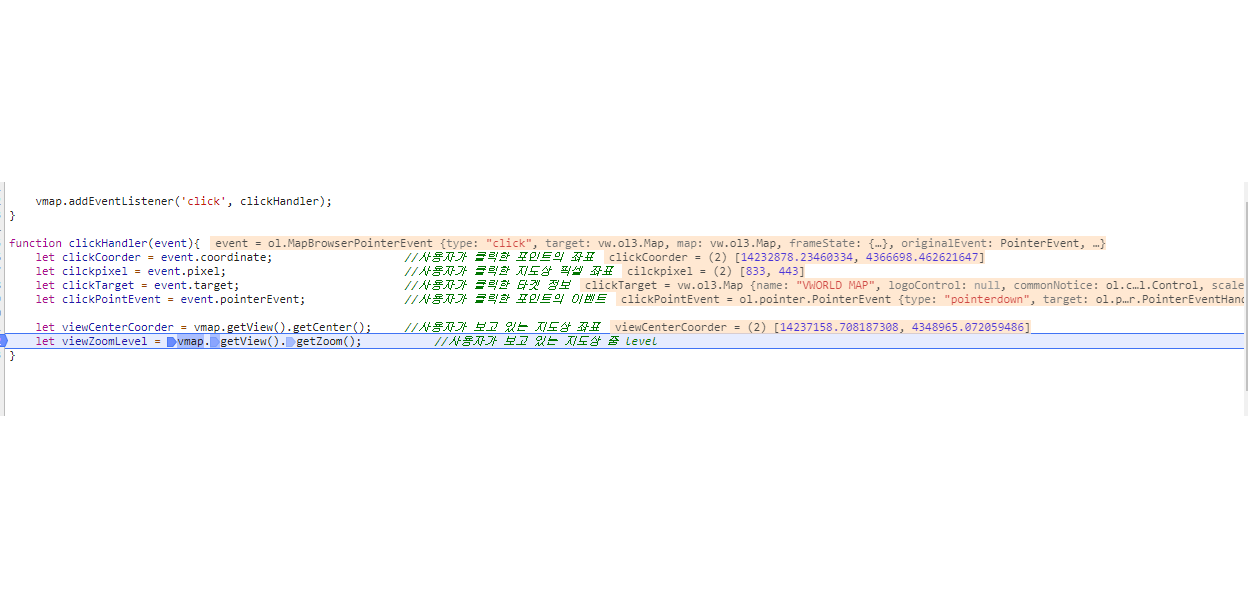 vmap.addEventListener('click', clickHandler);
}
function clickHandler(event){ event = ol.MapBrowserPointerEvent {type: "click", target: vw.ol3.Map, map: vw.ol3.Map, frameState: {…}, originalEvent: PointerEvent, …}
let clickCoorder = event.coordinate; //사용자가 클릭한 포인트의 좌표 clickCoorder = (2) [14232878.23460334, 4366698.462621647]
let cilckpixel = event.pixel; //사용자가 클릭한 지도상 픽셀 좌표 cilckpixel = (2) [833, 443]
let clickTarget = event.target; //사용자가 클릭한 타겟 정보 clickTarget = vw.ol3.Map {name: "VWORLD MAP", logoControl: null, commonNotice: ol.c…l.Control, scale
let clickPointEvent = event.pointerEvent; //사용자가 클릭한 포인트의 이벤트 clickPointEvent = ol.pointer.PointerEvent {type: "pointerdown", target: ol.p…r.PointerEventHand
let viewCenterCoorder = vmap.getView().getCenter(); //사용자가 보고 있는 지도상 좌표 viewCenterCoorder = (2) [14237158.708187308, 4348965.072059486]
let viewZoomLevel = vmap.getView().getZoom(); //사용자가 보고 있는 지도상 줌 level
}